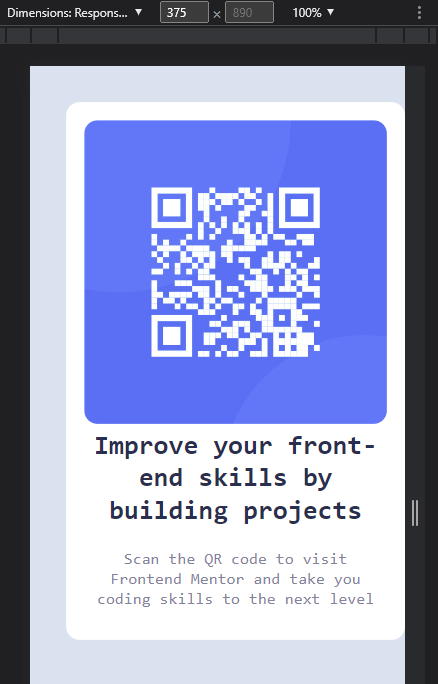 Dimensions: Respons... ▼ 375 × 890 100% ▼
Improve your front-
end skills by
building projects
Scan the QR code to visit
Frontend Mentor and take you
coding skills to the next level